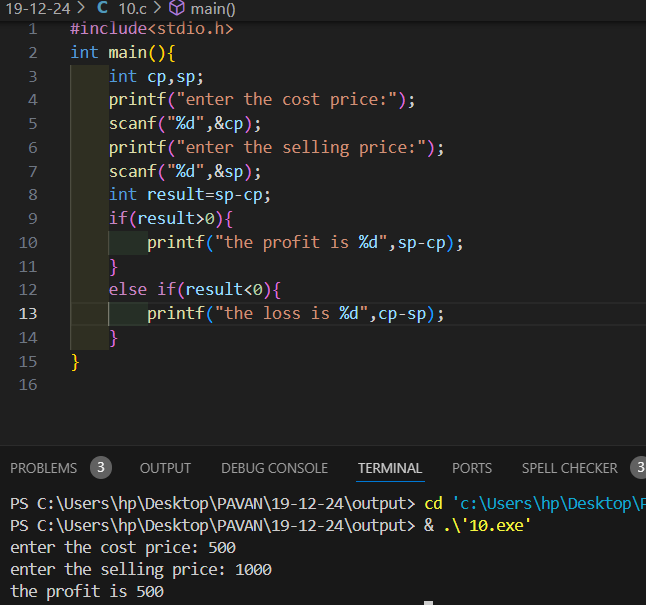 19-12-24 > C 10.c > main()
1 #include<stdio.h>
2 int main(){
3 int cp,sp;
4 printf("enter the cost price:");
5 scanf("%d",&cp);
6 printf("enter the selling price:");
7 scanf("%d",&sp);
8 int result=sp-cp;
9 if(result>0){
10 printf("the profit is %d",sp-cp);
11 }
12 else if(result<0){
13 printf("the loss is %d",cp-sp);
14 }
15 }
16
PROBLEMS 3 OUTPUT DEBUG CONSOLE TERMINAL PORTS SPELL CHECKER 3
PS C:\Users\hp\Desktop\PAVAN\19-12-24\output> cd 'c:\Users\hp\Desktop\
PS C:\Users\hp\Desktop\PAVAN\19-12-24\output> & .\'10.exe'
enter the cost price: 500
enter the selling price: 1000
the profit is 500